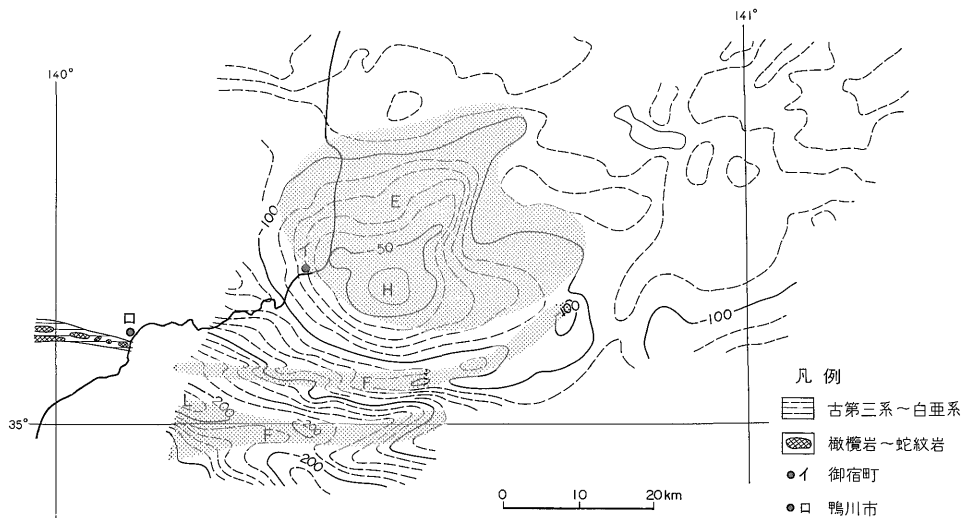 141°
140°
E
-100
-50
イ
H
-100
-100
ロ
F
L
200
F
200
35°
凡 例
古第三系～白亜系
橄欖岩～蛇紋岩
イ 御宿町
ロ 鴨川市
0 10 20km